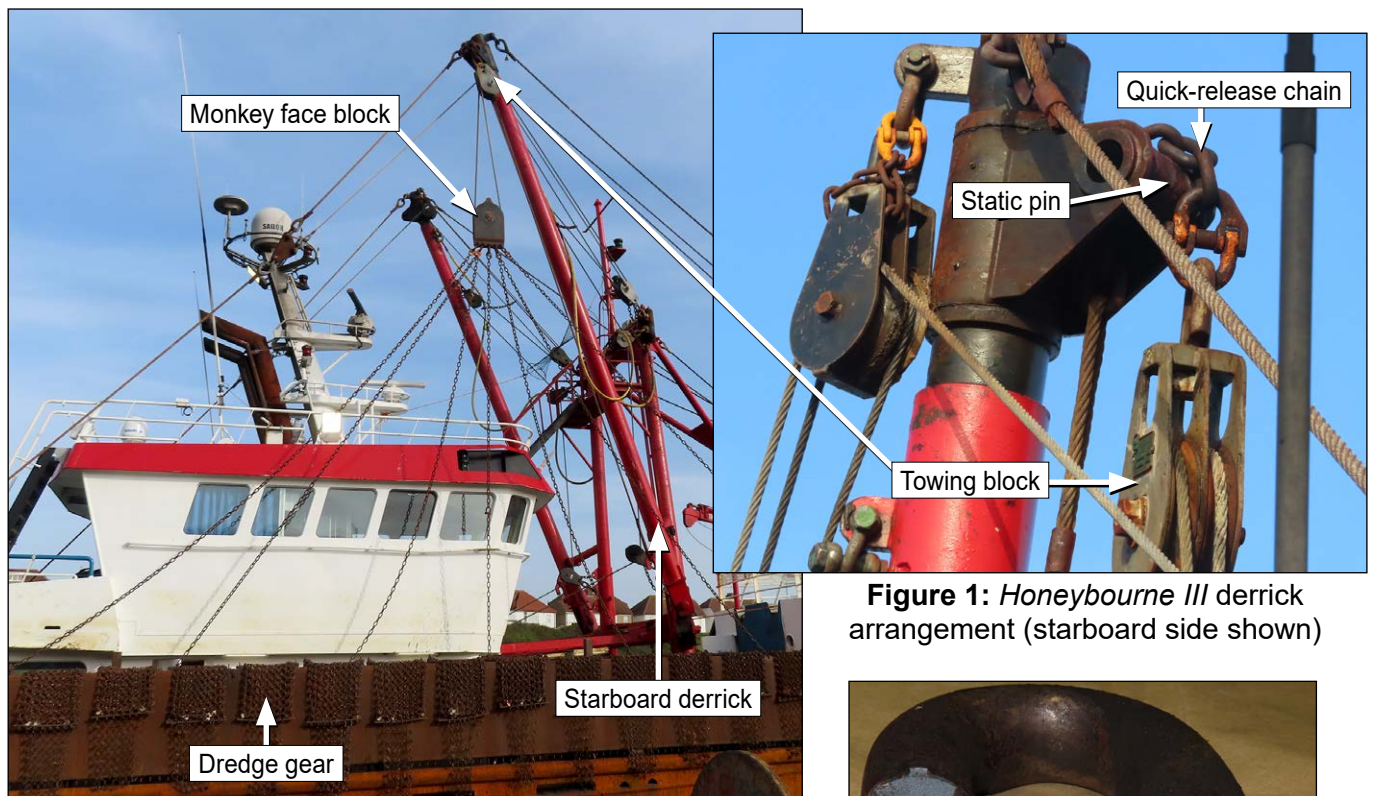 Monkey face block
Quick-release chain
Static pin
SAILOR
Towing block
Figure 1: Honeybourne III derrick
arrangement (starboard side shown)
Starboard derrick
Dredge gear